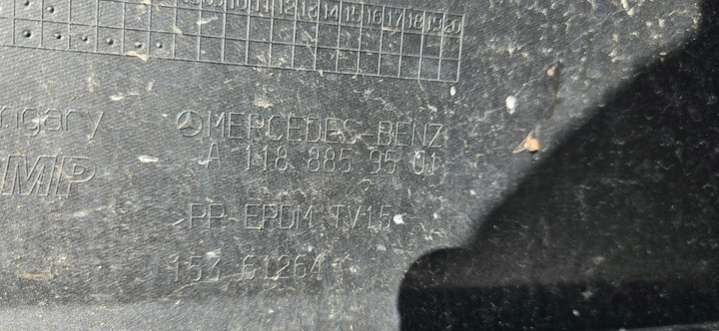 10 11 12 13 14 15 16 17 18 19 20
ngary
MERCEDES-BENZ
A 118 885 95 01
MP
>PP-EPDM TV15<
153 61264